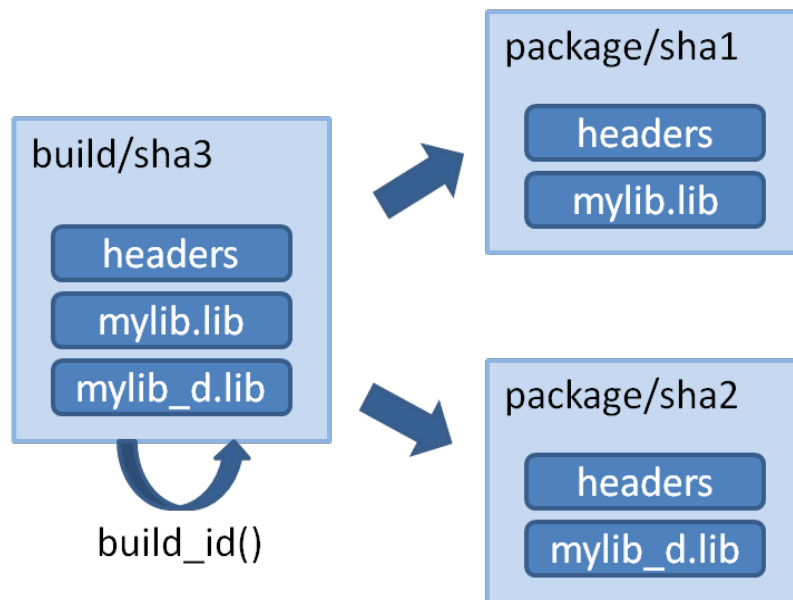 build/sha3
headers
mylib.lib
mylib_d.lib
build_id()
package/sha1
headers
mylib.lib
package/sha2
headers
mylib_d.lib